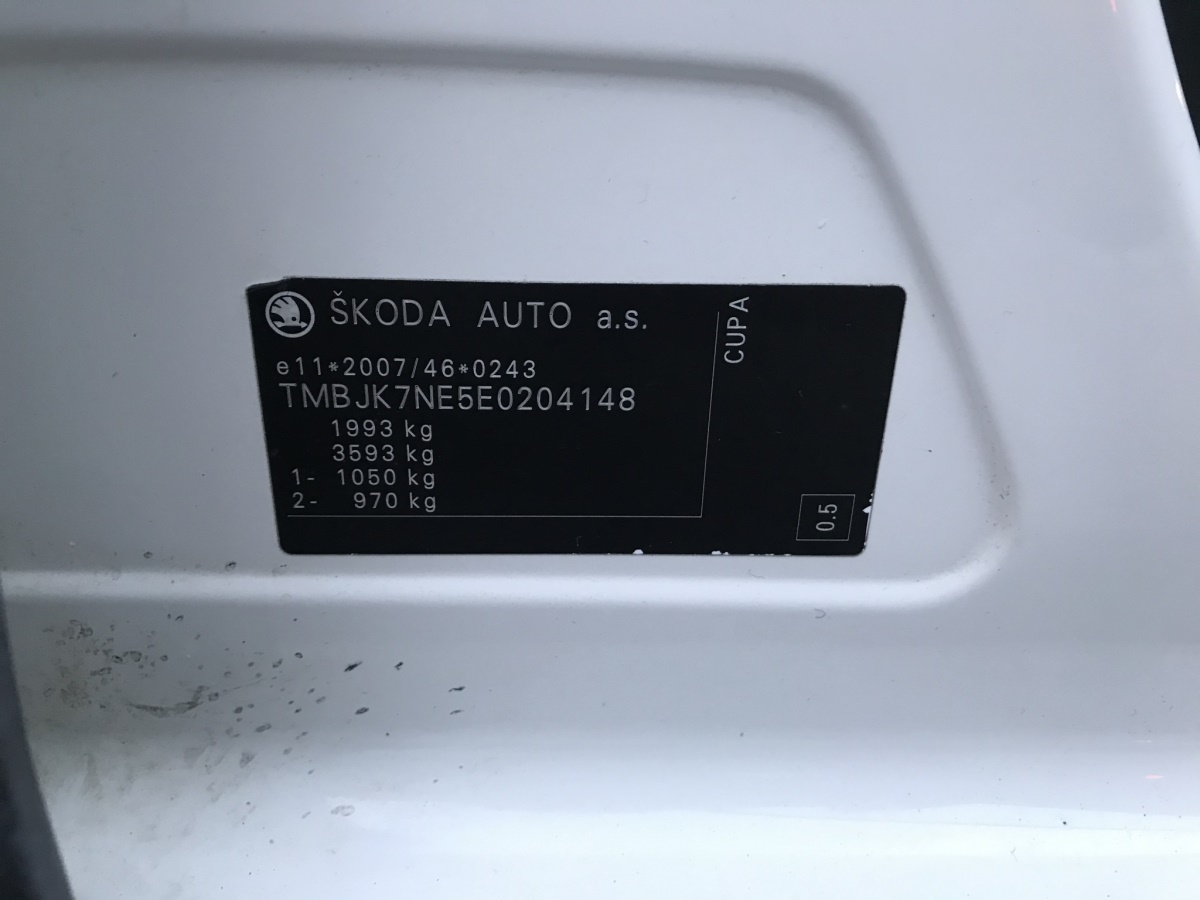 ŠKODA AUTO a.s.
e11*2007/46*0243
TMBJK7NE5E0204148
1993 kg
3593 kg
1- 1050 kg
2- 970 kg
CUPA
0.5